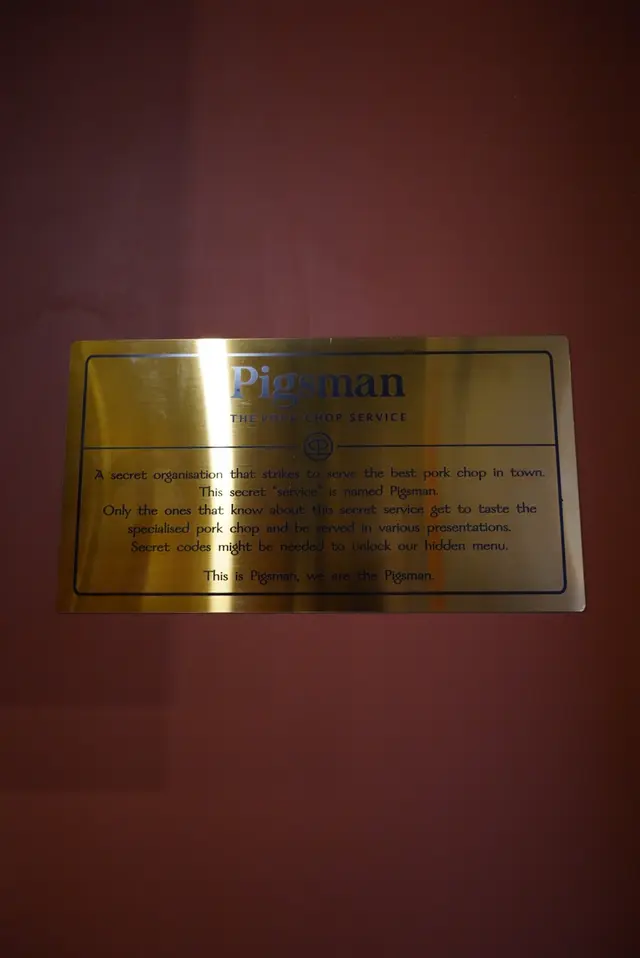 Pigsman
THE PORK CHOP SERVICE
A secret organisation that strikes to serve the best pork chop in town.
This secret "service" is named Pigsman.
Only the ones that know about this secret service get to taste the
specialised pork chop and be served in various presentations.
Secret codes might be needed to unlock our hidden menu.
This is Pigsman, we are the Pigsman.